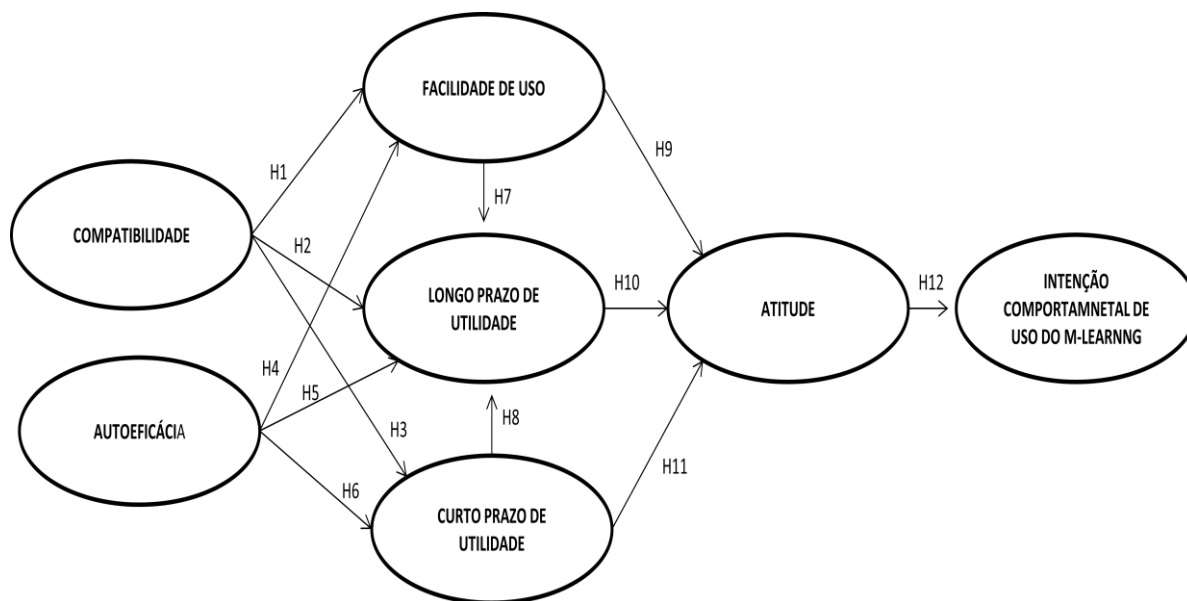 FACILIDADE DE USO
H1
H9
H7
COMPATIBILIDADE
H2
LONGO PRAZO DE
UTILIDADE
H10
ATITUDE
H12
INTENÇÃO
COMPORTAMNETAL DE
USO DO M-LEARNNG
H4
H5
AUTOEFICÁCIA
H3
H8
H6
H11
CURTO PRAZO DE
UTILIDADE